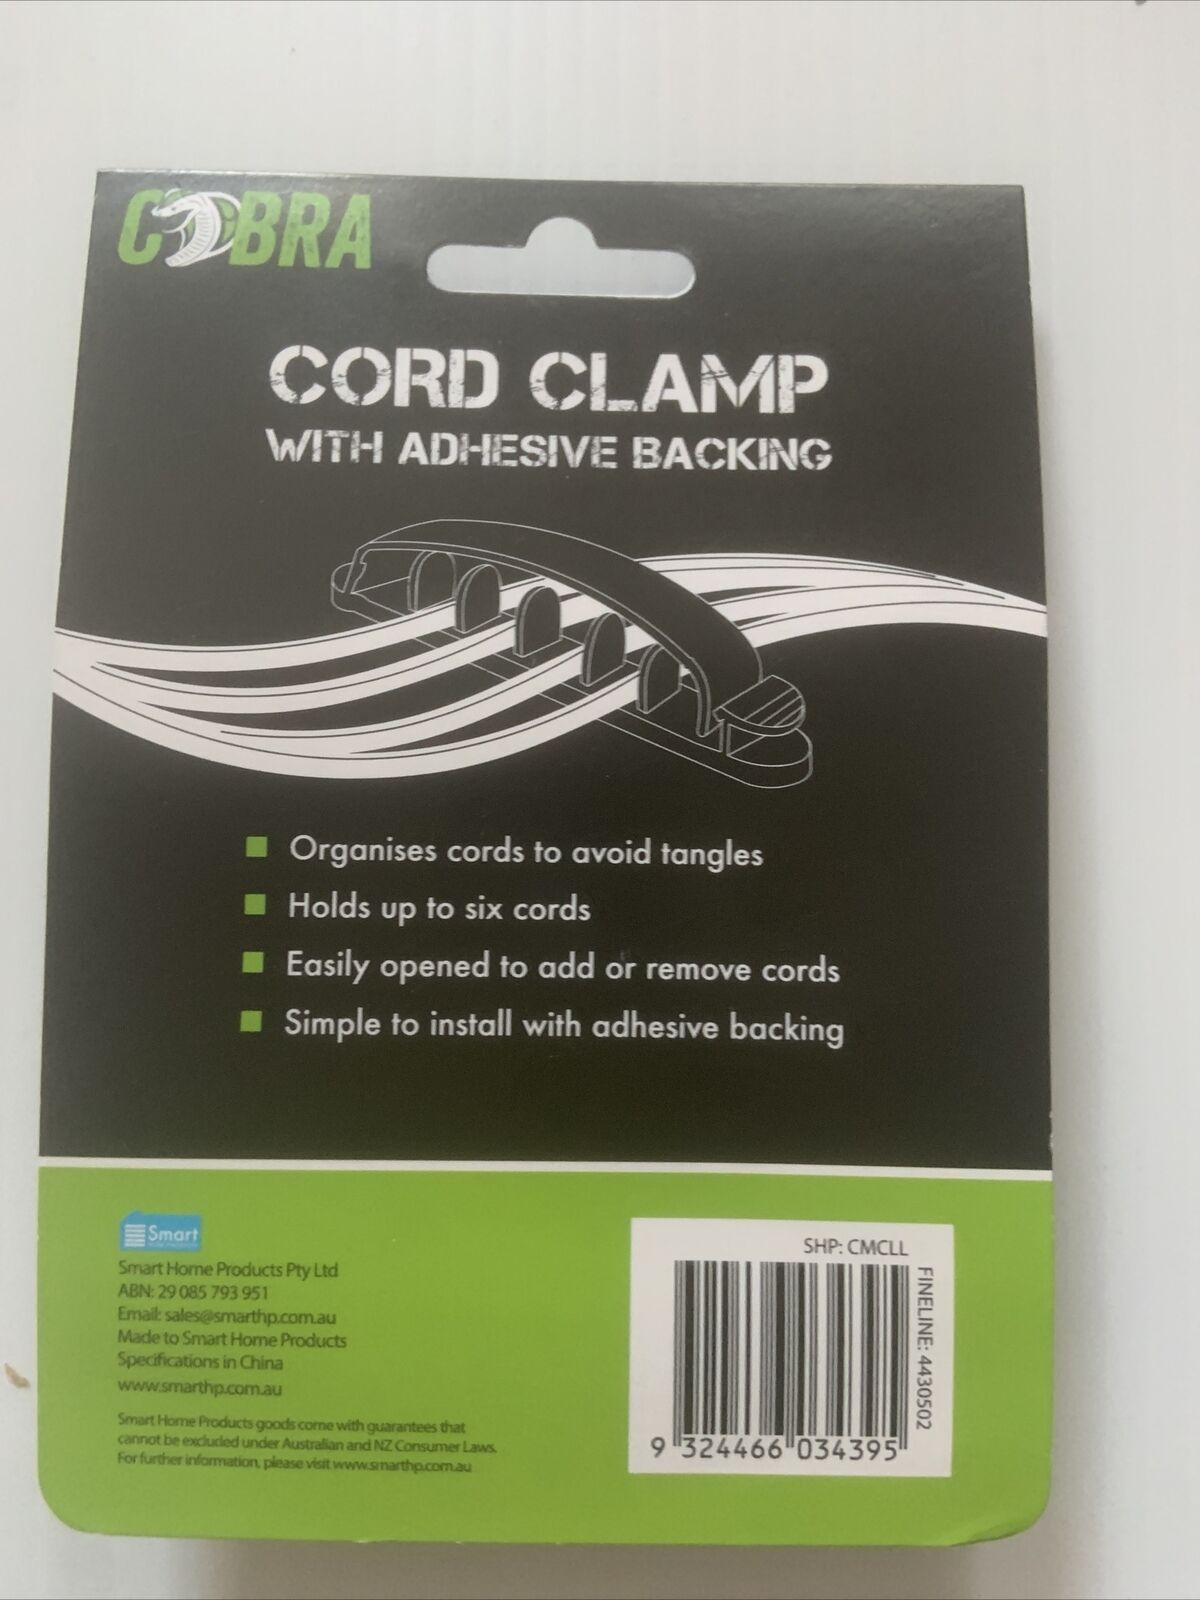 COBRA
CORD CLAMP
WITH ADHESIVE BACKING
Organises cords to avoid tangles
Holds up to six cords
Easily opened to add or remove cords
Simple to install with adhesive backing
Smart
Smart Home Products Pty Ltd
ABN: 29 085 793 951
Email: sales@smarthp.com.au
Made to Smart Home Products
Specifications in China
www.smarthp.com.au
Smart Home Products goods come with guarantees that
cannot be excluded under Australian and NZ Consumer Laws.
For further information, please visit www.smarthp.com.au
SHP: CMCLL
FINELINE: 4430502
9 324466 034395